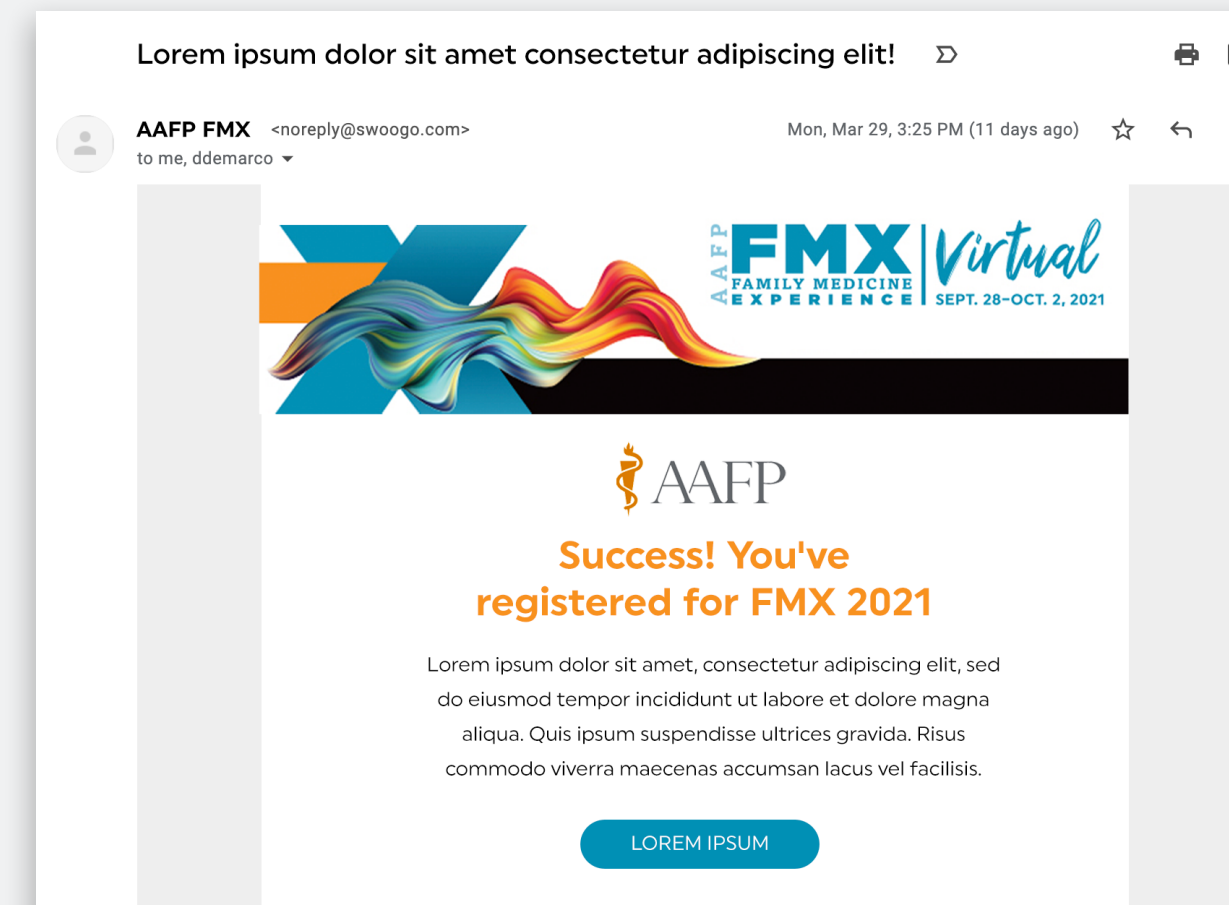 Lorem ipsum dolor sit amet consectetur adipiscing elit!
AAFP FMX <noreply@swoogo.com> Mon, Mar 29, 3:25 PM (11 days ago)
to me, ddemarco
AAFP
FMX
FAMILY MEDICINE
EXPERIENCE
Virtual
SEPT. 28–OCT. 2, 2021
AAFP
Success! You've
registered for FMX 2021
Lorem ipsum dolor sit amet, consectetur adipiscing elit, sed
do eiusmod tempor incididunt ut labore et dolore magna
aliqua. Quis ipsum suspendisse ultrices gravida. Risus
commodo viverra maecenas accumsan lacus vel facilisis.
LOREM IPSUM